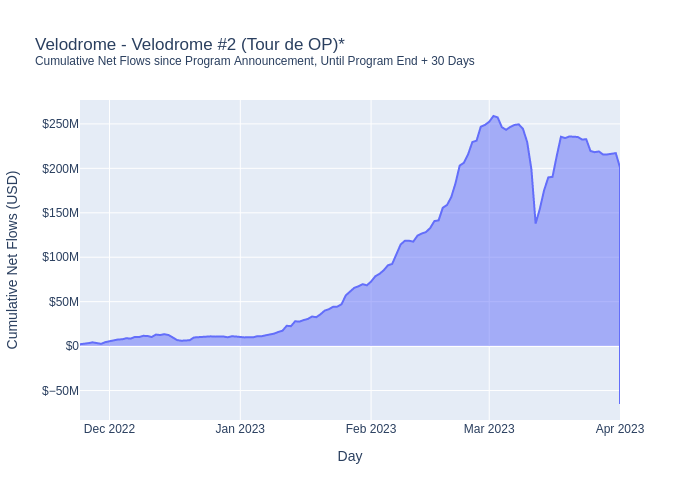 Velodrome - Velodrome #2 (Tour de OP)*
Cumulative Net Flows since Program Announcement, Until Program End + 30 Days
Cumulative Net Flows (USD)
$250M
$200M
$150M
$100M
$50M
$0
$−50M
Dec 2022
Jan 2023
Feb 2023
Mar 2023
Apr 2023
Day